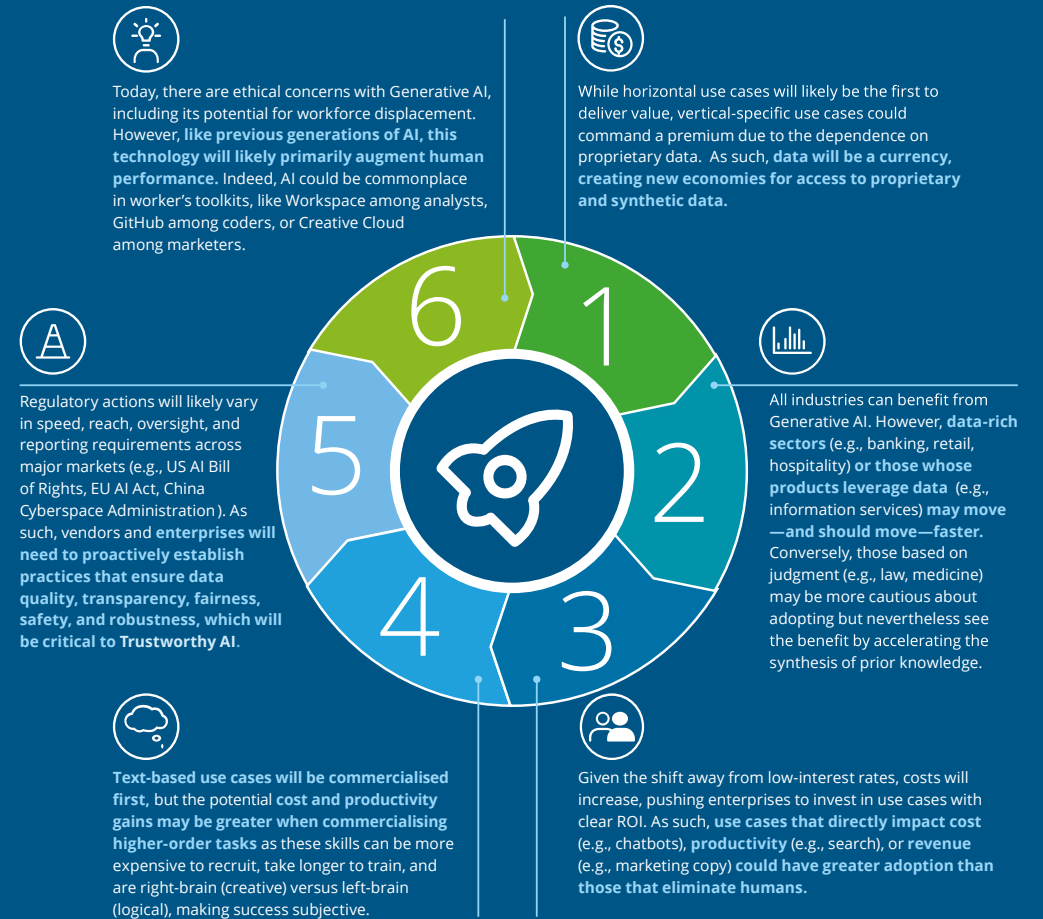 Today, there are ethical concerns with Generative AI,
including its potential for workforce displacement.
However, like previous generations of AI, this
technology will likely primarily augment human
performance. Indeed, AI could be commonplace
in worker's toolkits, like Workspace among analysts,
GitHub among coders, or Creative Cloud
among marketers.
While horizontal use cases will likely be the first to
deliver value, vertical-specific use cases could
command a premium due to the dependence on
proprietary data. As such, data will be a currency,
creating new economies for access to proprietary
and synthetic data.
6
1
5
2
4
3
Regulatory actions will likely vary
in speed, reach, oversight, and
reporting requirements across
major markets (e.g., US AI Bill
of Rights, EU AI Act, China
Cyberspace Administration). As
such, vendors and enterprises will
need to proactively establish
practices that ensure data
quality, transparency, fairness,
safety, and robustness, which will
be critical to Trustworthy AI.
All industries can benefit from
Generative AI. However, data-rich
sectors (e.g., banking, retail,
hospitality) or those whose
products leverage data (e.g.,
information services) may move
—and should move—faster.
Conversely, those based on
judgment (e.g., law, medicine)
may be more cautious about
adopting but nevertheless see
the benefit by accelerating the
synthesis of prior knowledge.
Text-based use cases will be commercialised
first, but the potential cost and productivity
gains may be greater when commercialising
higher-order tasks as these skills can be more
expensive to recruit, take longer to train, and
are right-brain (creative) versus left-brain
(logical), making success subjective.
Given the shift away from low-interest rates, costs will
increase, pushing enterprises to invest in use cases with
clear ROI. As such, use cases that directly impact cost
(e.g., chatbots), productivity (e.g., search), or revenue
(e.g., marketing copy) could have greater adoption than
those that eliminate humans.